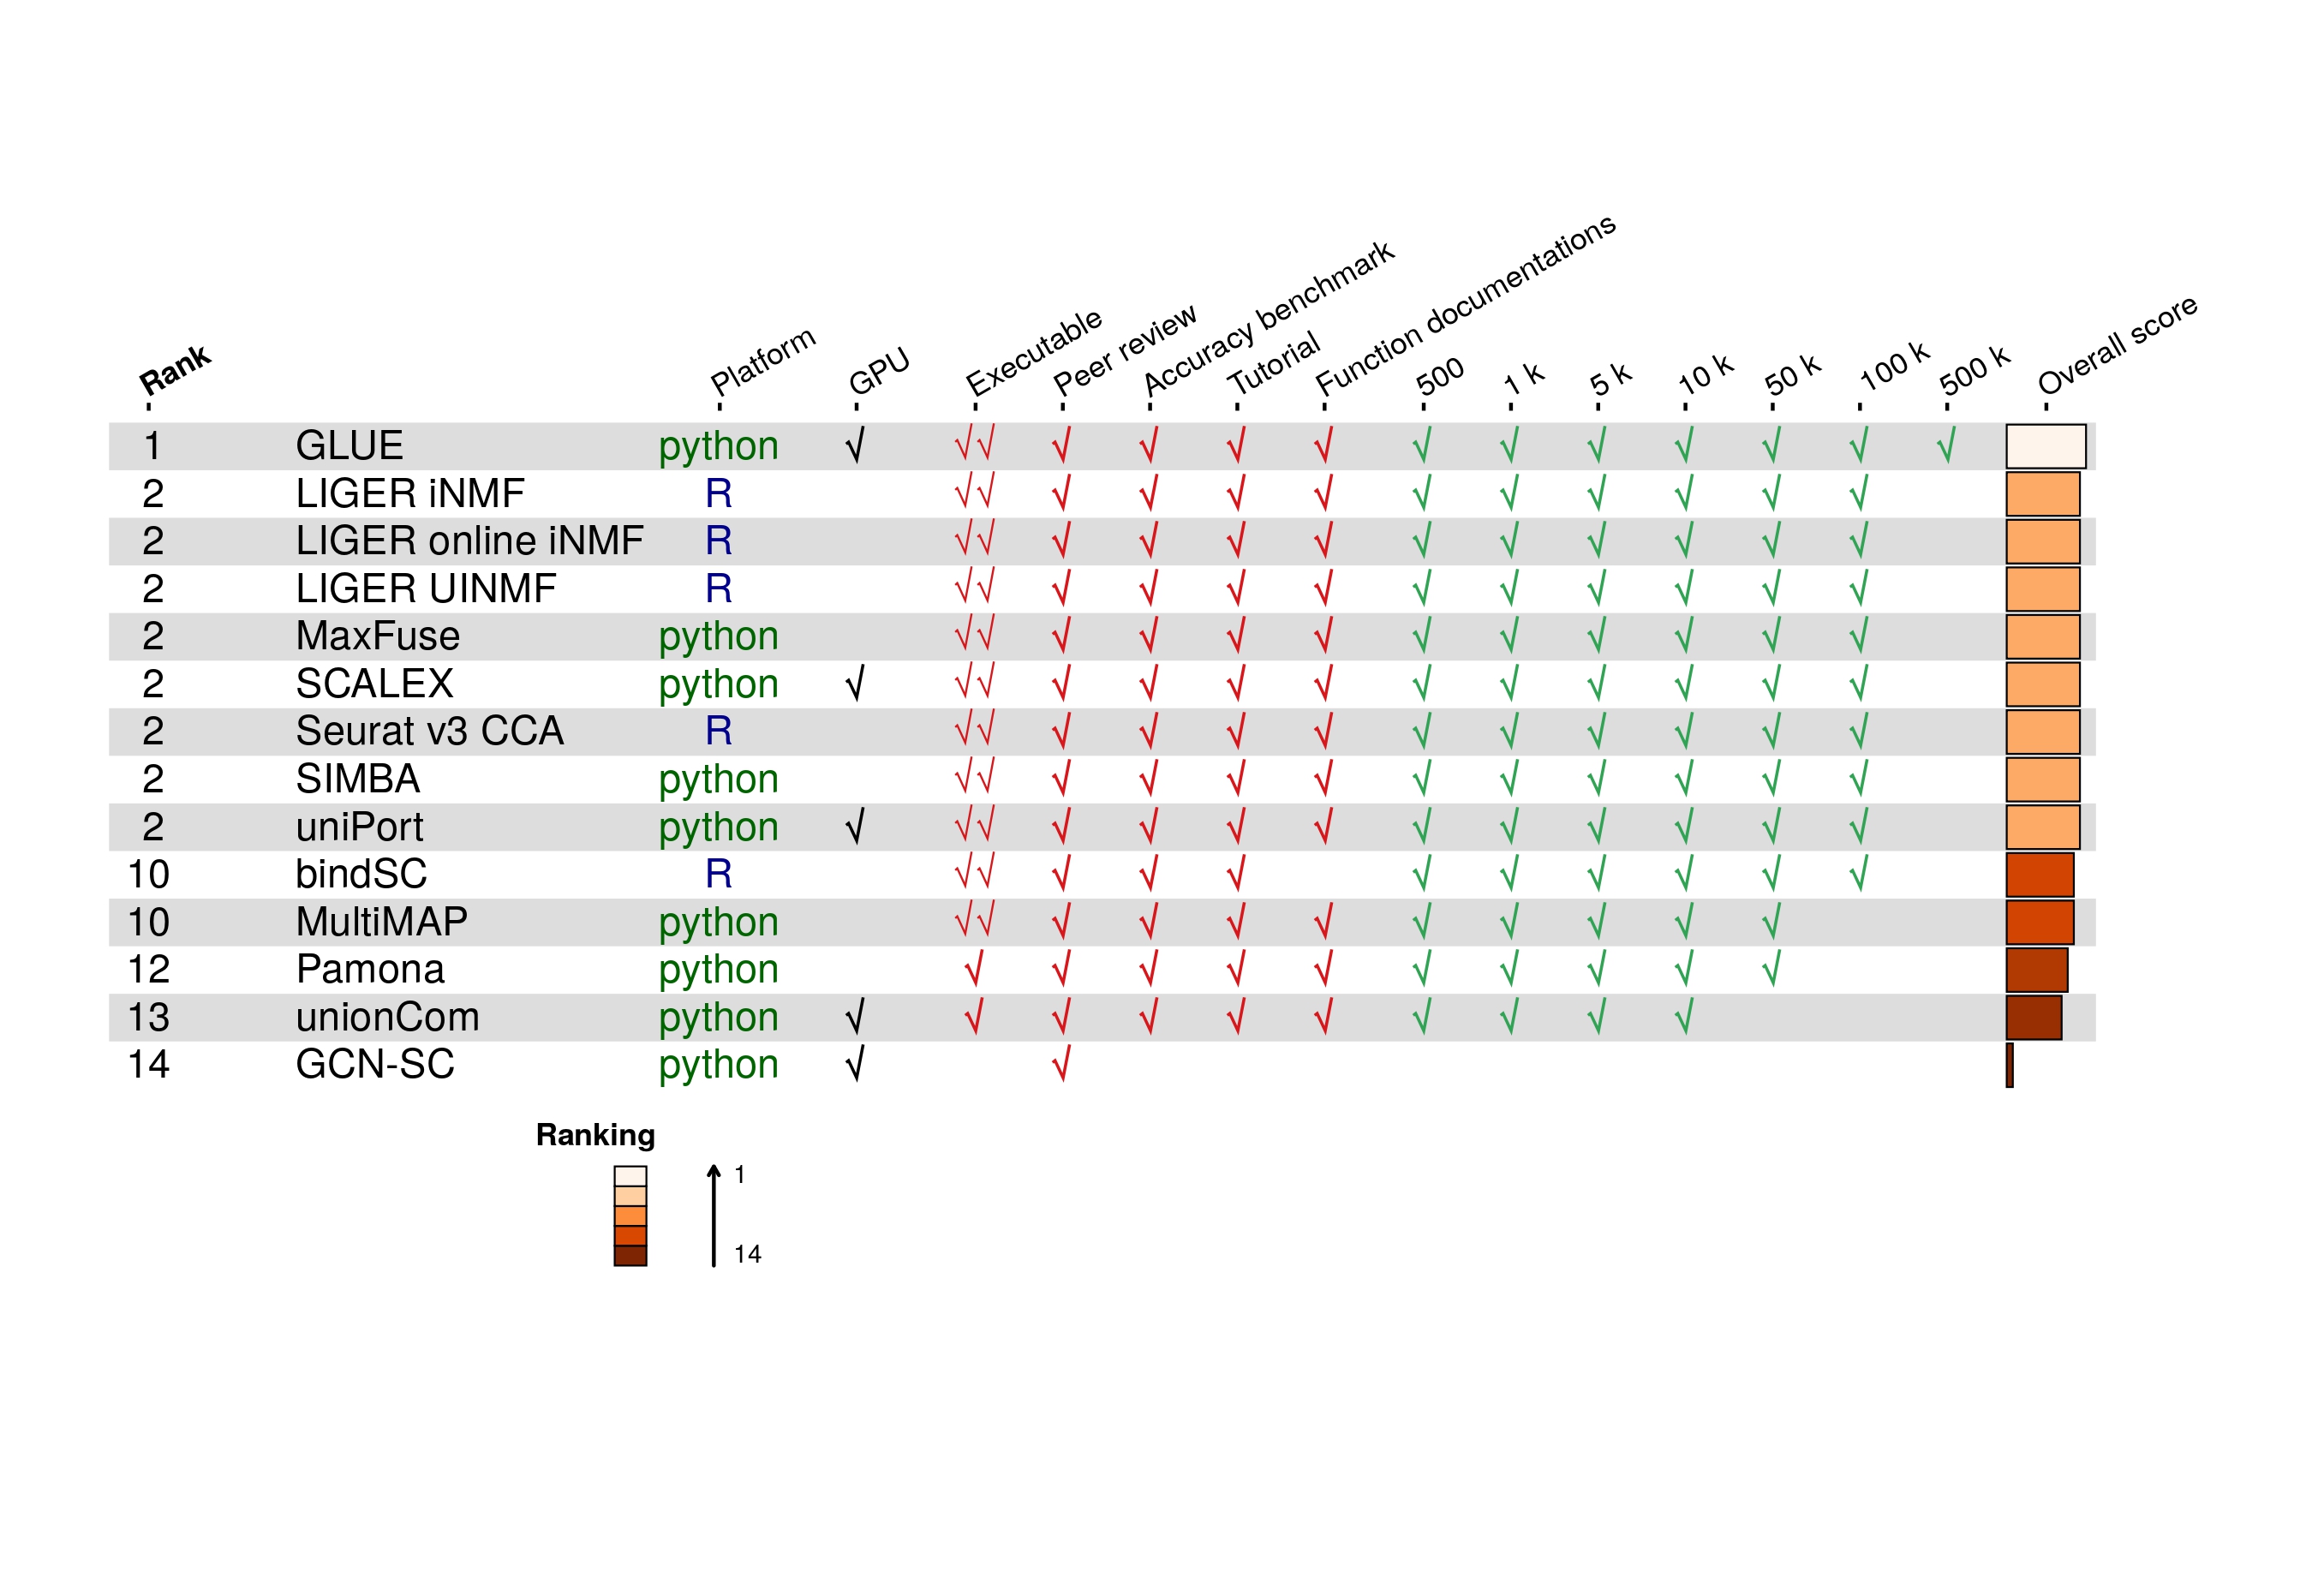 Rank Platform GPU Executable Peer review Accuracy benchmark Tutorial Function documentations 500 1 k 5 k 10 k 50 k 100 k 500 k Overall score
1 GLUE python √ √√ √ √ √ √ √ √ √ √ √ √ √
2 LIGER iNMF R √√ √ √ √ √ √ √ √ √ √ √
2 LIGER online iNMF R √√ √ √ √ √ √ √ √ √ √ √
2 LIGER UINMF R √√ √ √ √ √ √ √ √ √ √ √
2 MaxFuse python √√ √ √ √ √ √ √ √ √ √ √
2 SCALEX python √ √√ √ √ √ √ √ √ √ √ √ √
2 Seurat v3 CCA R √√ √ √ √ √ √ √ √ √ √ √
2 SIMBA python √√ √ √ √ √ √ √ √ √ √ √
2 uniPort python √ √√ √ √ √ √ √ √ √ √ √ √
10 bindSC R √√ √ √ √ √ √ √ √ √ √
10 MultiMAP python √√ √ √ √ √ √ √ √ √ √
12 Pamona python √ √ √ √ √ √ √ √ √ √
13 unionCom python √ √ √ √ √ √ √ √ √ √
14 GCN-SC python √ √
Ranking
1
14